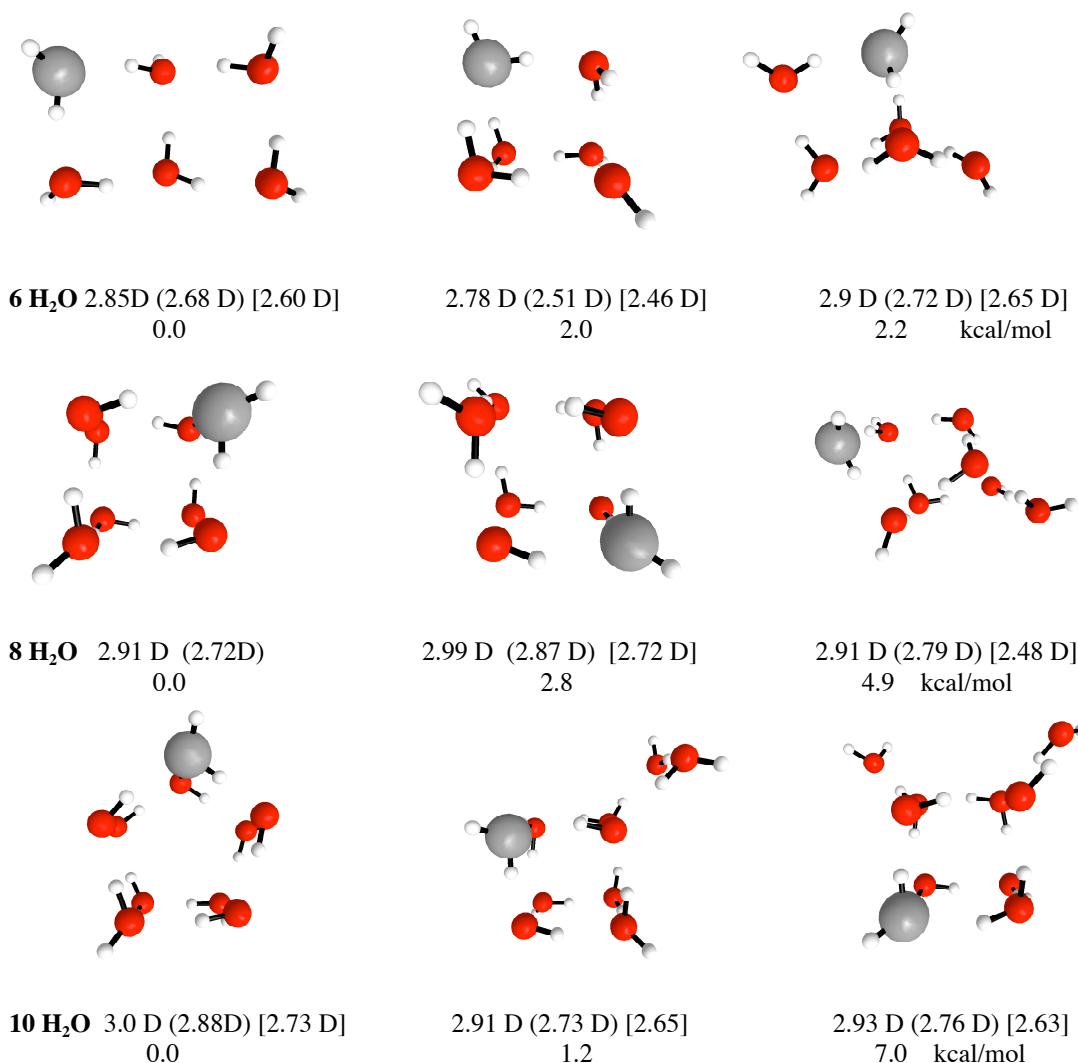 6 H₂O 2.85D (2.68 D) [2.60 D] 2.78 D (2.51 D) [2.46 D] 2.9 D (2.72 D) [2.65 D]
0.0 2.0 2.2 kcal/mol
8 H₂O 2.91 D (2.72D) 2.99 D (2.87 D) [2.72 D] 2.91 D (2.79 D) [2.48 D]
0.0 2.8 4.9 kcal/mol
10 H₂O 3.0 D (2.88D) [2.73 D] 2.91 D (2.73 D) [2.65] 2.93 D (2.76 D) [2.63]
0.0 1.2 7.0 kcal/mol